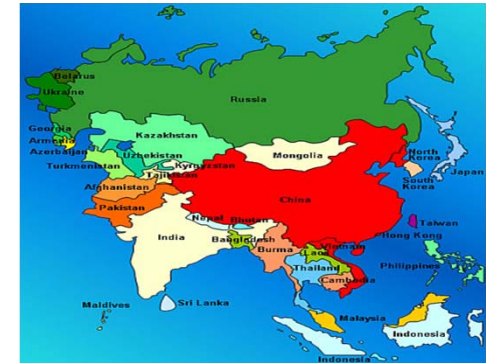 Belarus
Ukraine
Russia
Georgia
Armenia
Azerbaijan
Kazakhstan
Uzbekistan
Turkmenistan
Kyrgyzstan
Tajikistan
Mongolia
North
Korea
South
Korea
Japan
Afghanistan
Pakistan
China
Nepal
Bhutan
India
Bangladesh
Burma
Taiwan
Hong Kong
Vietnam
Laos
Thailand
Cambodia
Philippines
Maldives
Sri Lanka
Malaysia
Indonesia
Indonesia